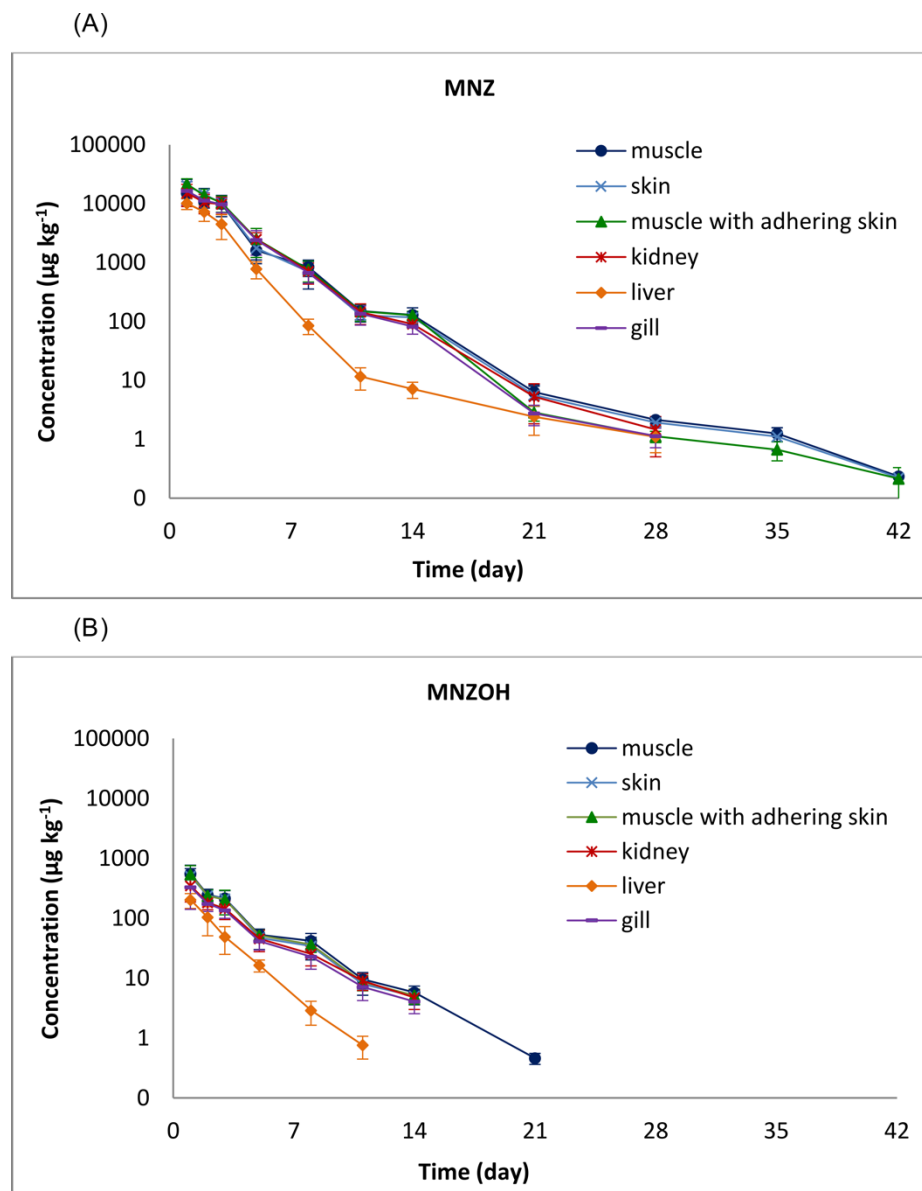 (A)
MNZ
Concentration (µg kg⁻¹)
100000
10000
1000
100
10
1
0
muscle
skin
muscle with adhering skin
kidney
liver
gill
0 7 14 21 28 35 42
Time (day)
(B)
MNZOH
Concentration (µg kg⁻¹)
100000
10000
1000
100
10
1
0
muscle
skin
muscle with adhering skin
kidney
liver
gill
0 7 14 21 28 35 42
Time (day)